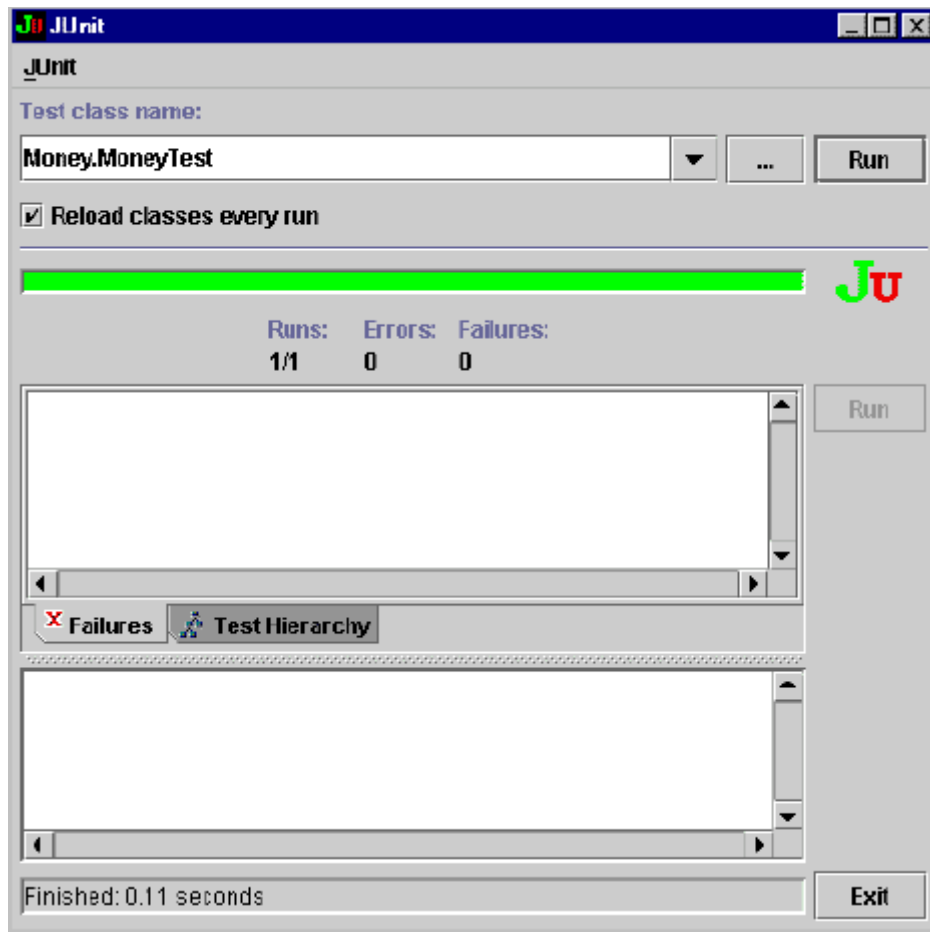 JU JUnit
JUnit
Test class name:
Money.MoneyTest
...
Run
Reload classes every run
JU
Runs: Errors: Failures:
1/1 0 0
Run
Failures Test Hierarchy
Finished: 0.11 seconds
Exit